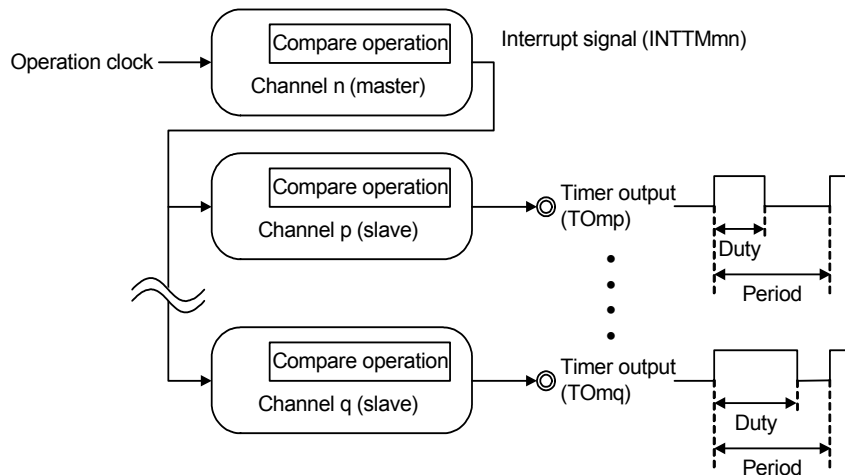 Compare operation
Interrupt signal (INTTMmn)
Operation clock
Channel n (master)
Compare operation
Timer output
(TOmp)
Channel p (slave)
Duty
Period
Compare operation
Timer output
(TOmq)
Channel q (slave)
Duty
Period